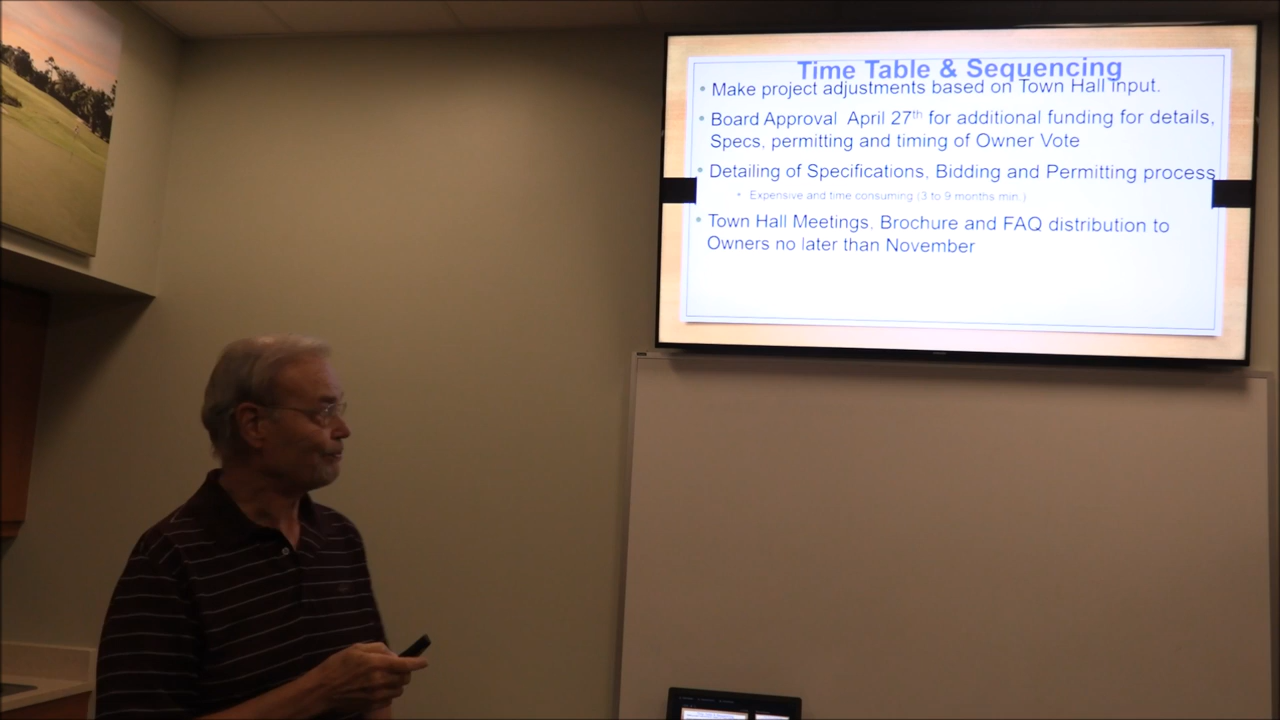 Time Table & Sequencing
• Make project adjustments based on Town Hall input.
• Board Approval April 27th for additional funding for details,
Specs, permitting and timing of Owner Vote
• Detailing of Specifications, Bidding and Permitting process
• Expensive and time consuming (3 to 9 months min.)
• Town Hall Meetings, Brochure and FAQ distribution to
Owners no later than November